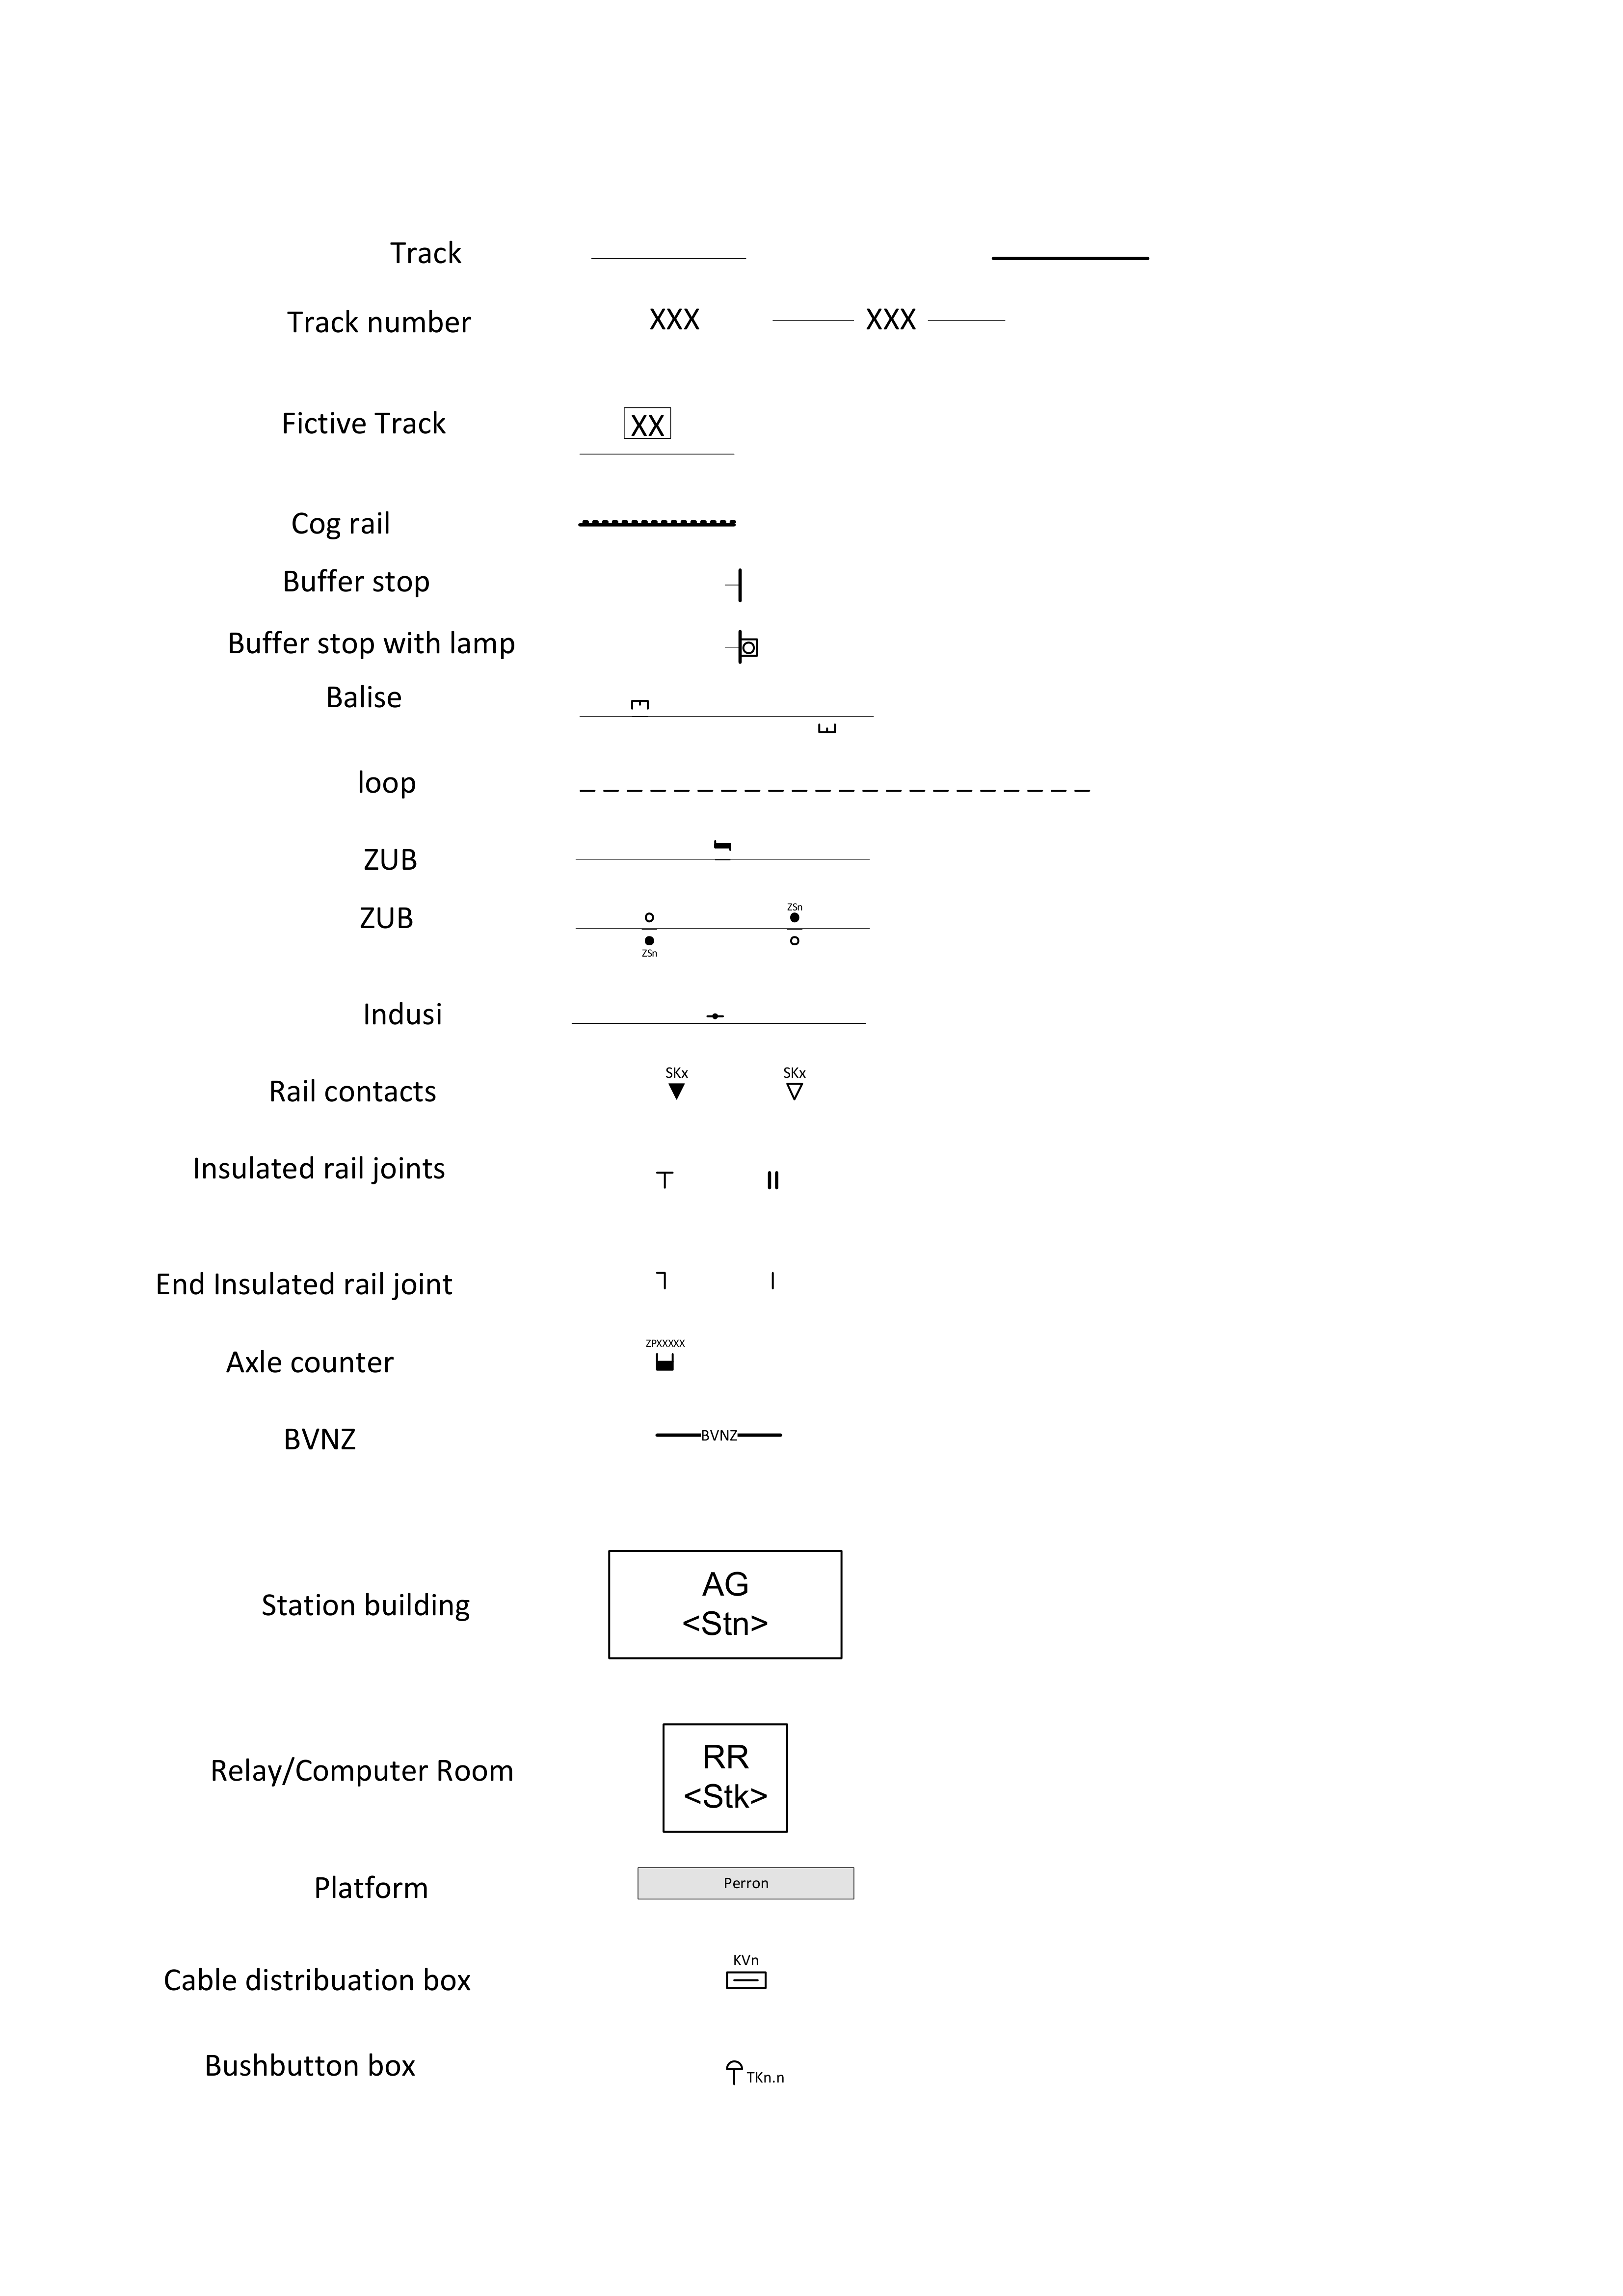 Track
Track number XXX XXX
Fictive Track XX
Cog rail
Buffer stop
Buffer stop with lamp
Balise
loop
ZUB
ZSn
ZUB
ZSn
Indusi
SKx SKx
Rail contacts
Insulated rail joints
End Insulated rail joint
ZPXXXXX
Axle counter
BVNZ BVNZ
AG
Station building
<Stn>
RR
Relay/Computer Room
<Stk>
Platform Perron
KVn
Cable distribuation box
Bushbutton box TKn.n